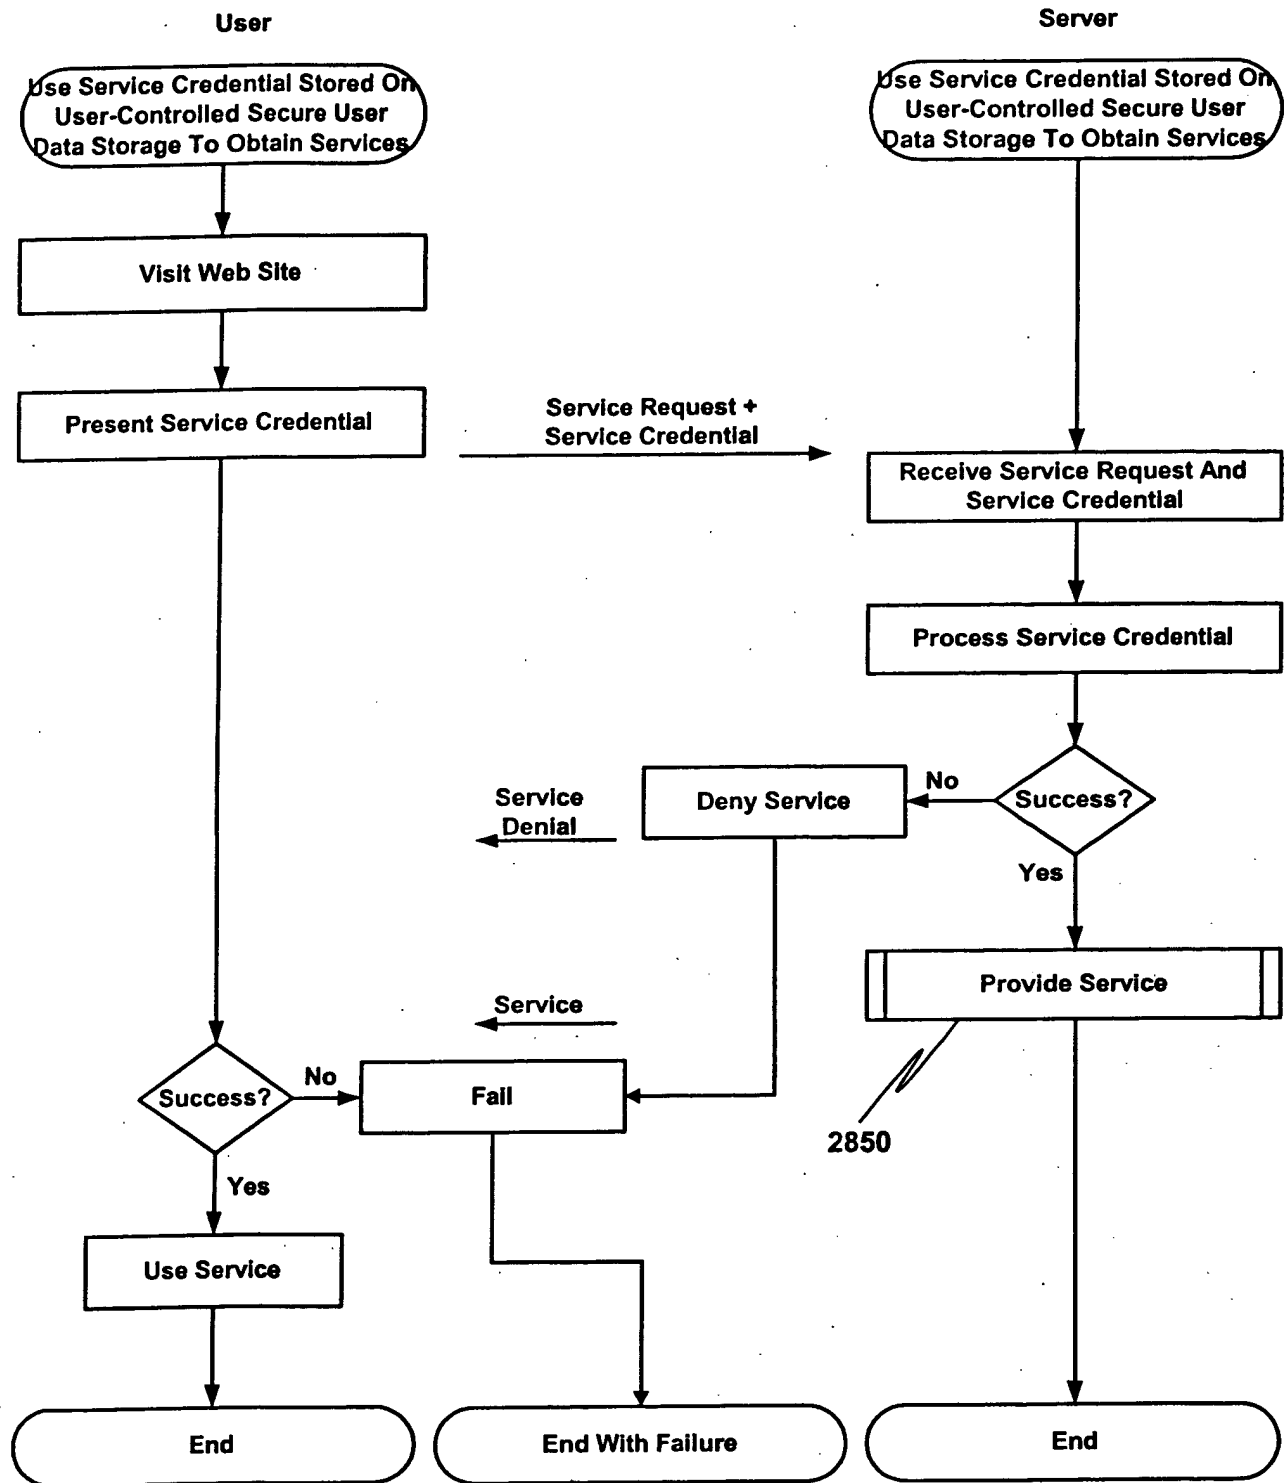 User
Server
Use Service Credential Stored On
User-Controlled Secure User
Data Storage To Obtain Services
Use Service Credential Stored On
User-Controlled Secure User
Data Storage To Obtain Services
Visit Web Site
Present Service Credential
Service Request +
Service Credential
Receive Service Request And
Service Credential
Process Service Credential
Success?
No
Deny Service
Service
Denial
Yes
Provide Service
2850
Service
Success?
No
Fail
Yes
Use Service
End
End With Failure
End